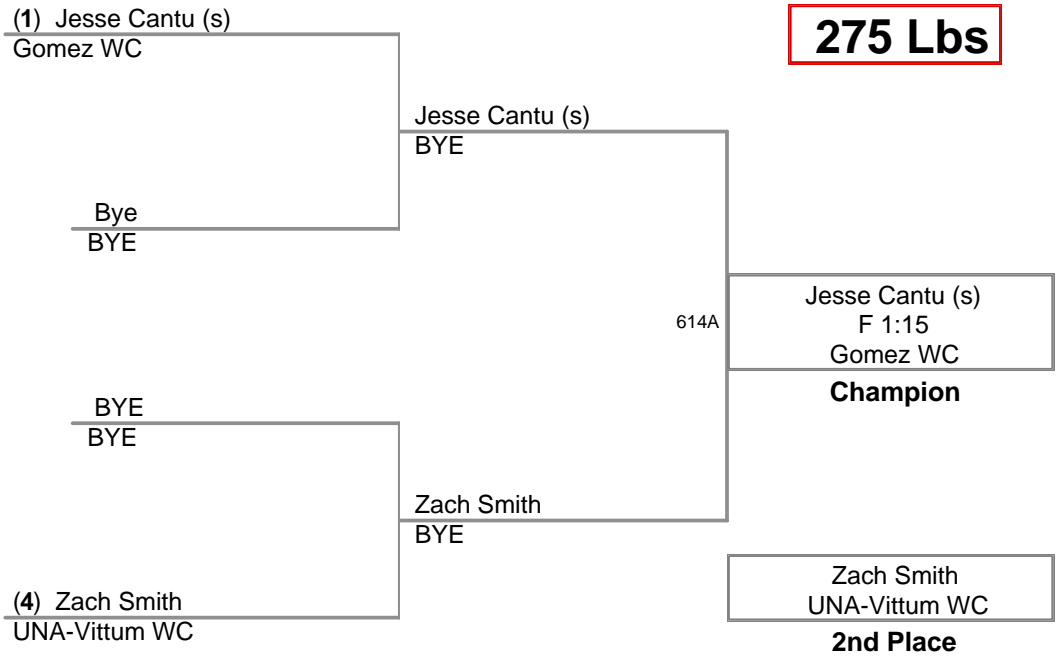 (1) Jesse Cantu (s)
Gomez WC
275 Lbs
Jesse Cantu (s)
BYE
Bye
BYE
614A
Jesse Cantu (s)
F 1:15
Gomez WC
Champion
BYE
BYE
Zach Smith
BYE
(4) Zach Smith
UNA-Vittum WC
Zach Smith
UNA-Vittum WC
2nd Place